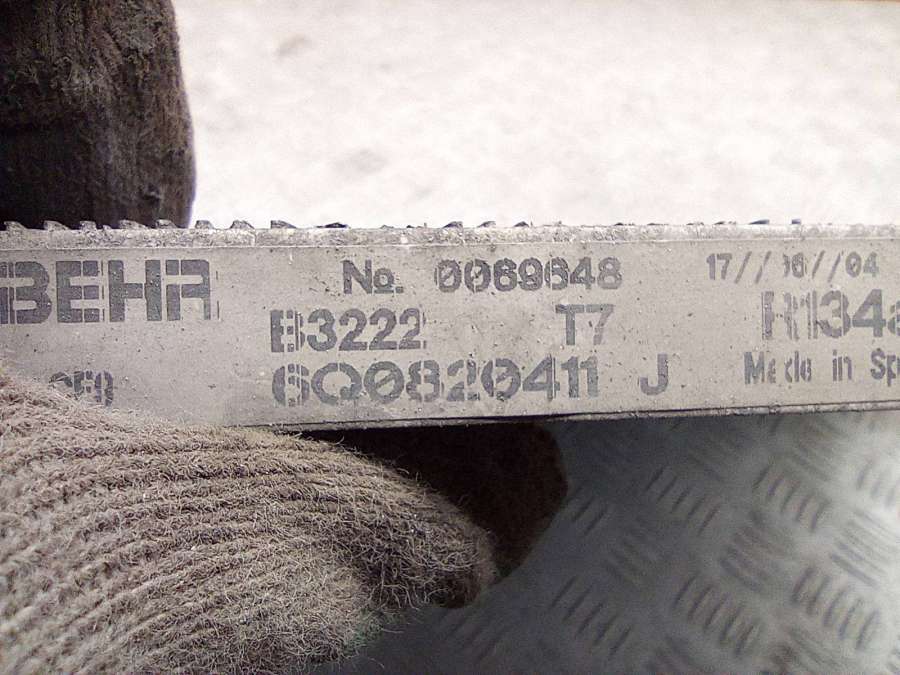 BEHR No. 0069648 17//06//04
B3222 T7 R134a
6Q0820411 J Made in Sp